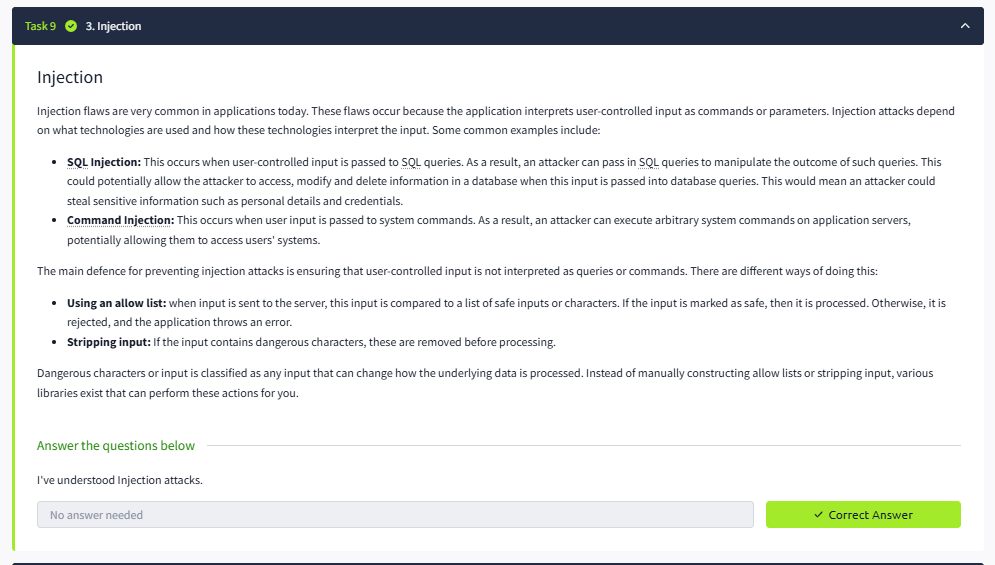 Task 9 3. Injection
Injection
Injection flaws are very common in applications today. These flaws occur because the application interprets user-controlled input as commands or parameters. Injection attacks depend
on what technologies are used and how these technologies interpret the input. Some common examples include:
• SQL Injection: This occurs when user-controlled input is passed to SQL queries. As a result, an attacker can pass in SQL queries to manipulate the outcome of such queries. This
could potentially allow the attacker to access, modify and delete information in a database when this input is passed into database queries. This would mean an attacker could
steal sensitive information such as personal details and credentials.
• Command Injection: This occurs when user input is passed to system commands. As a result, an attacker can execute arbitrary system commands on application servers,
potentially allowing them to access users' systems.
The main defence for preventing injection attacks is ensuring that user-controlled input is not interpreted as queries or commands. There are different ways of doing this:
• Using an allow list: when input is sent to the server, this input is compared to a list of safe inputs or characters. If the input is marked as safe, then it is processed. Otherwise, it is
rejected, and the application throws an error.
• Stripping input: If the input contains dangerous characters, these are removed before processing.
Dangerous characters or input is classified as any input that can change how the underlying data is processed. Instead of manually constructing allow lists or stripping input, various
libraries exist that can perform these actions for you.
Answer the questions below
I've understood Injection attacks.
No answer needed
✓ Correct Answer